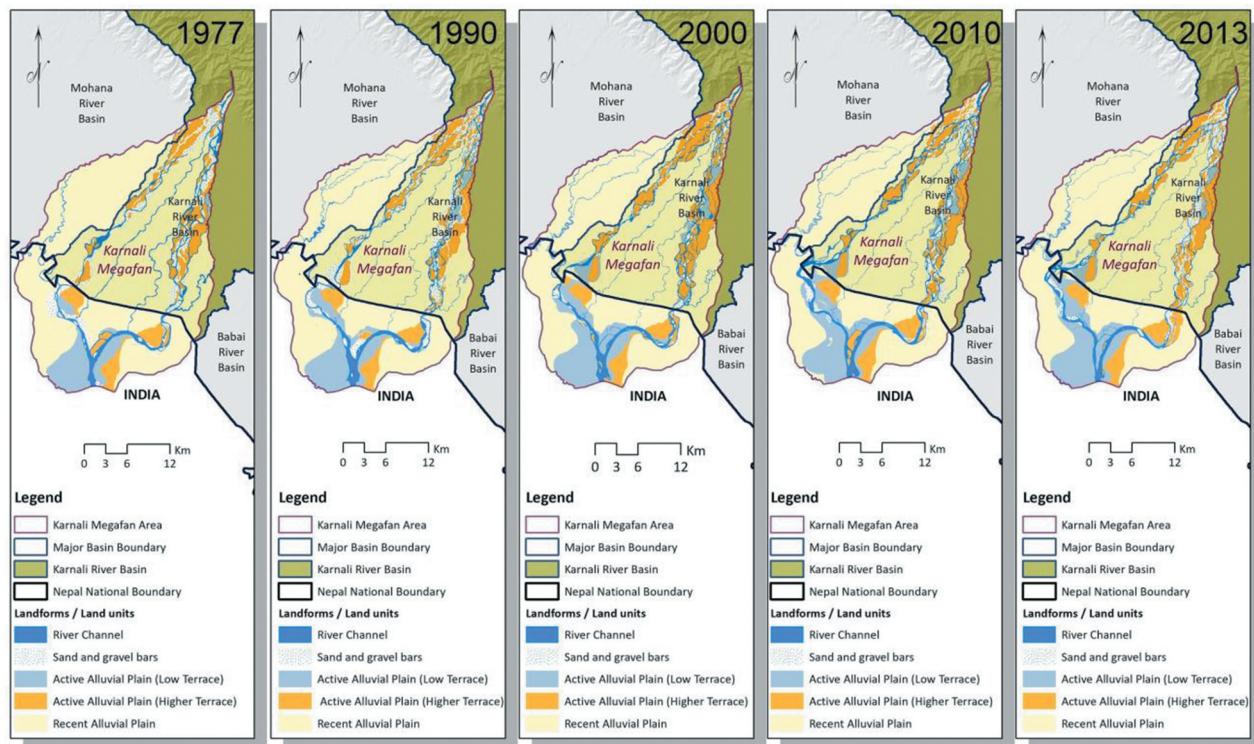 1977
Mohana
River
Basin
Karnali
River
Basin
Karnali
Megafan
Babai
River
Basin
INDIA
Km
0 3 6 12
Legend
Karnali Megafan Area
Major Basin Boundary
Karnali River Basin
Nepal National Boundary
Landforms / Land units
River Channel
Sand and gravel bars
Active Alluvial Plain (Low Terrace)
Active Alluvial Plain (Higher Terrace)
Recent Alluvial Plain
1990
Mohana
River
Basin
Karnali
River
Basin
Karnali
Megafan
Babai
River
Basin
INDIA
Km
0 3 6 12
Legend
Karnali Megafan Area
Major Basin Boundary
Karnali River Basin
Nepal National Boundary
Landforms / Land units
River Channel
Sand and gravel bars
Active Alluvial Plain (Low Terrace)
Active Alluvial Plain (Higher Terrace)
Recent Alluvial Plain
2000
Mohana
River
Basin
Karnali
River
Basin
Karnali
Megafan
Babai
River
Basin
INDIA
Km
0 3 6 12
Legend
Karnali Megafan Area
Major Basin Boundary
Karnali River Basin
Nepal National Boundary
Landforms / Land units
River Channel
Sand and gravel bars
Active Alluvial Plain (Low Terrace)
Active Alluvial Plain (Higher Terrace)
Recent Alluvial Plain
2010
Mohana
River
Basin
Karnali
River
Basin
Karnali
Megafan
Babai
River
Basin
INDIA
Km
0 3 6 12
Legend
Karnali Megafan Area
Major Basin Boundary
Karnali River Basin
Nepal National Boundary
Landforms / Land units
River Channel
Sand and gravel bars
Active Alluvial Plain (Low Terrace)
Active Alluvial Plain (Higher Terrace)
Recent Alluvial Plain
2013
Mohana
River
Basin
Karnali
River
Basin
Karnali
Megafan
Babai
River
Basin
INDIA
Km
0 3 6 12
Legend
Karnali Megafan Area
Major Basin Boundary
Karnali River Basin
Nepal National Boundary
Landforms / Land units
River Channel
Sand and gravel bars
Active Alluvial Plain (Low Terrace)
Active Alluvial Plain (Higher Terrace)
Recent Alluvial Plain